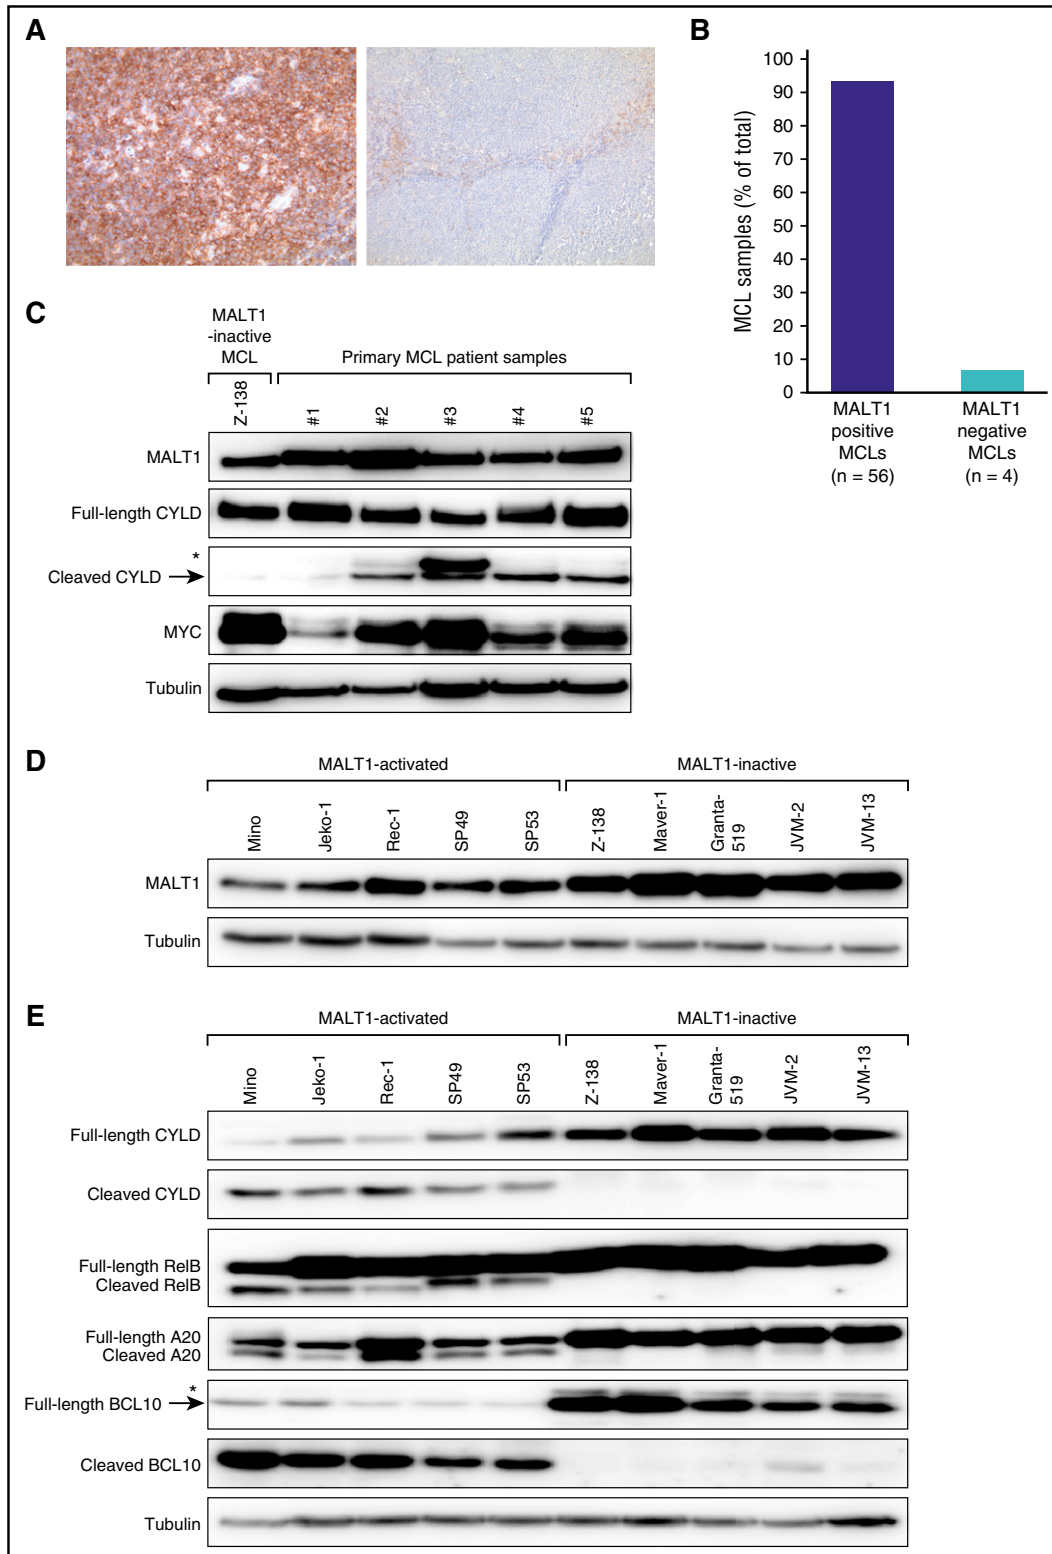 A
B
MCL samples (% of total)
100
90
80
70
60
50
40
30
20
10
0
MALT1
positive
MCLs
(n = 56)
MALT1
negative
MCLs
(n = 4)
C
MALT1
-inactive
MCL
Primary MCL patient samples
Z-138
#1
#2
#3
#4
#5
MALT1
Full-length CYLD
*
Cleaved CYLD
MYC
Tubulin
D
MALT1-activated
MALT1-inactive
Mino
Jeko-1
Rec-1
SP49
SP53
Z-138
Maver-1
Granta-
519
JVM-2
JVM-13
MALT1
Tubulin
E
MALT1-activated
MALT1-inactive
Mino
Jeko-1
Rec-1
SP49
SP53
Z-138
Maver-1
Granta-
519
JVM-2
JVM-13
Full-length CYLD
Cleaved CYLD
Full-length RelB
Cleaved RelB
Full-length A20
Cleaved A20
*
Full-length BCL10
Cleaved BCL10
Tubulin